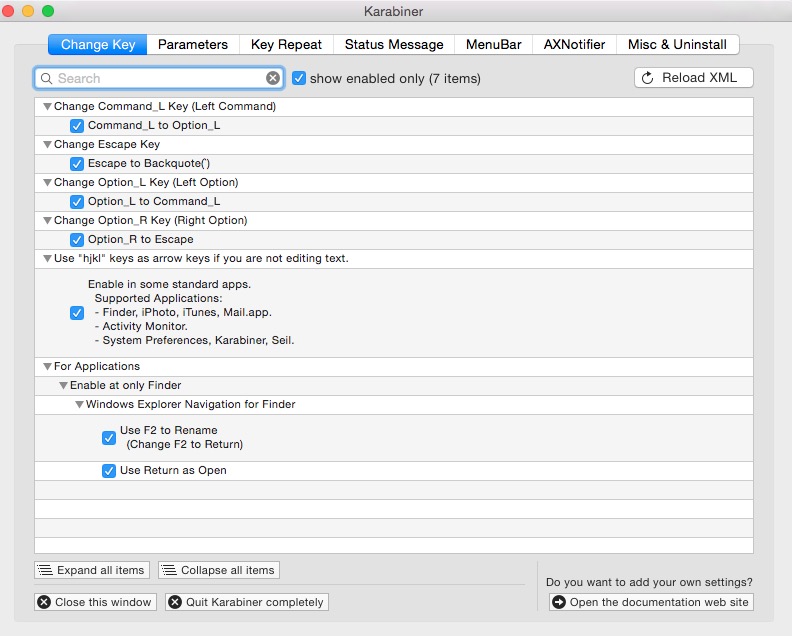 Karabiner
Change Key Parameters Key Repeat Status Message MenuBar AXNotifier Misc & Uninstall
Search show enabled only (7 items) Reload XML
Change Command_L Key (Left Command)
Command_L to Option_L
Change Escape Key
Escape to Backquote(`)
Change Option_L Key (Left Option)
Option_L to Command_L
Change Option_R Key (Right Option)
Option_R to Escape
Use "hjkl" keys as arrow keys if you are not editing text.
Enable in some standard apps.
Supported Applications:
- Finder, iPhoto, iTunes, Mail.app.
- Activity Monitor.
- System Preferences, Karabiner, Seil.
For Applications
Enable at only Finder
Windows Explorer Navigation for Finder
Use F2 to Rename
(Change F2 to Return)
Use Return as Open
Expand all items Collapse all items
Do you want to add your own settings?
Close this window Quit Karabiner completely Open the documentation web site